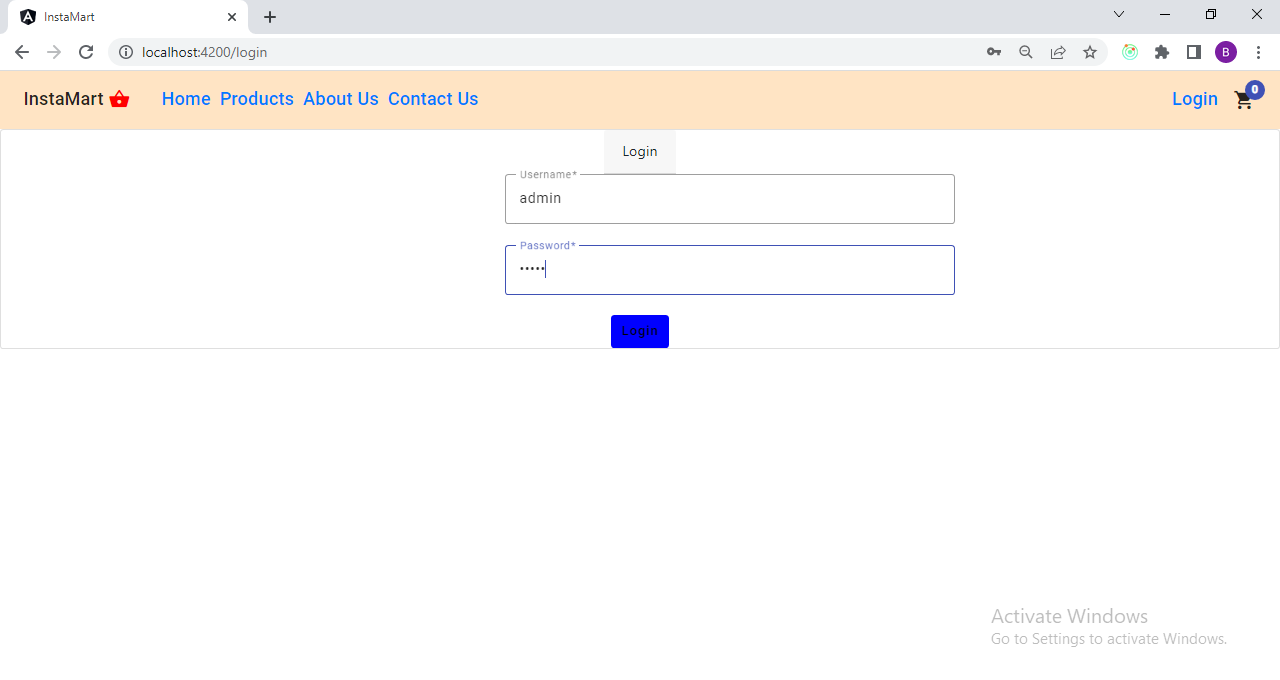 InstaMart
localhost:4200/login
B
InstaMart
Home Products About Us Contact Us
Login
0
Login
Username*
admin
Password*
•••••
Login
Activate Windows
Go to Settings to activate Windows.